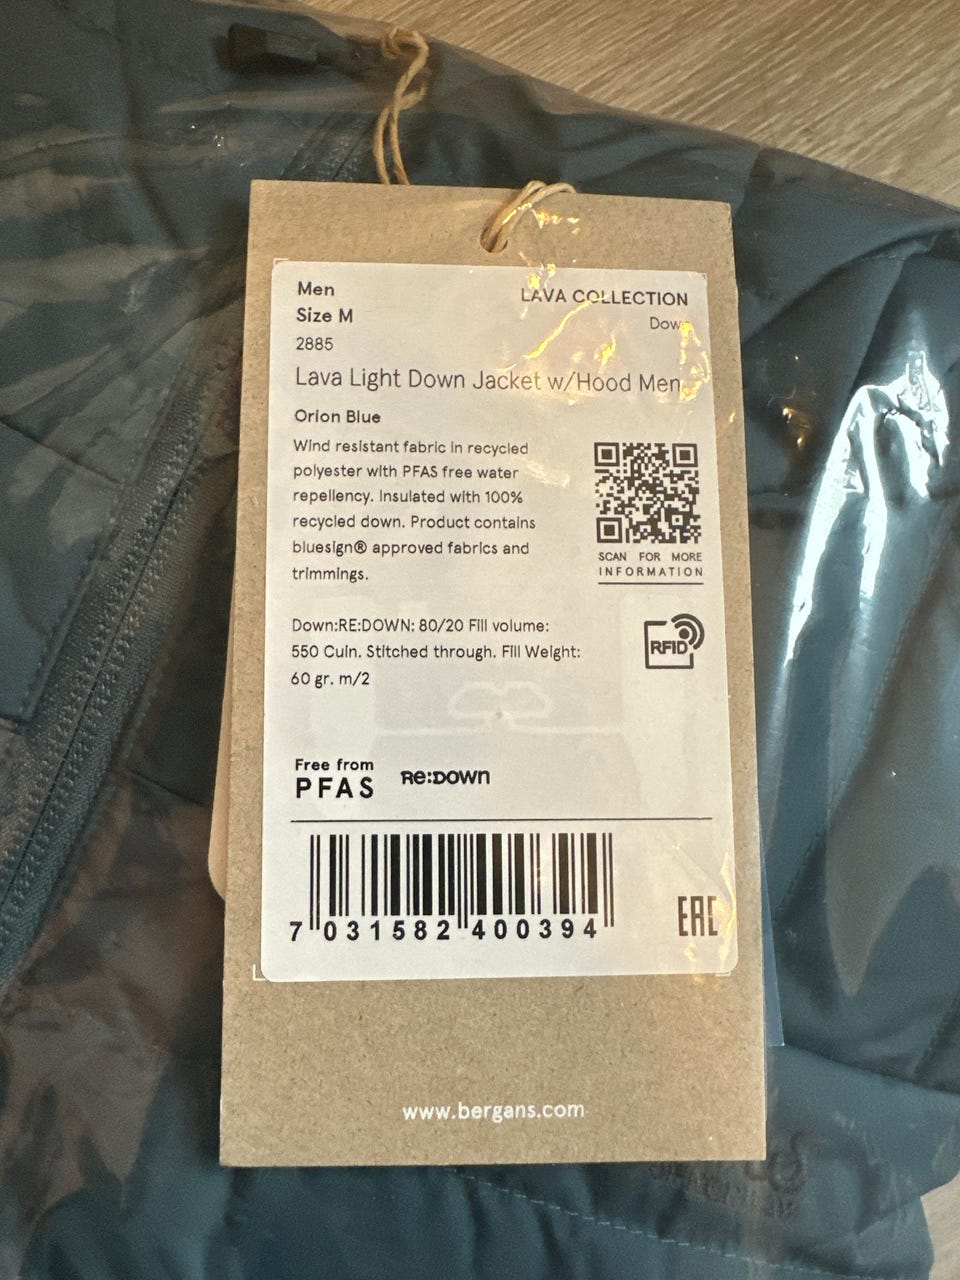 Men
Size M
2885
LAVA COLLECTION
Down
Lava Light Down Jacket w/Hood Men
Orion Blue
Wind resistant fabric in recycled
polyester with PFAS free water
repellency. Insulated with 100%
recycled down. Product contains
bluesign® approved fabrics and
trimmings.
SCAN FOR MORE
INFORMATION
Down:RE:DOWN: 80/20 Fill volume:
550 CuIn. Stitched through. Fill Weight:
60 gr. m/2
RFID
Free from
PFAS
Re:DOWN
7 031582 400394
EAC
www.bergans.com